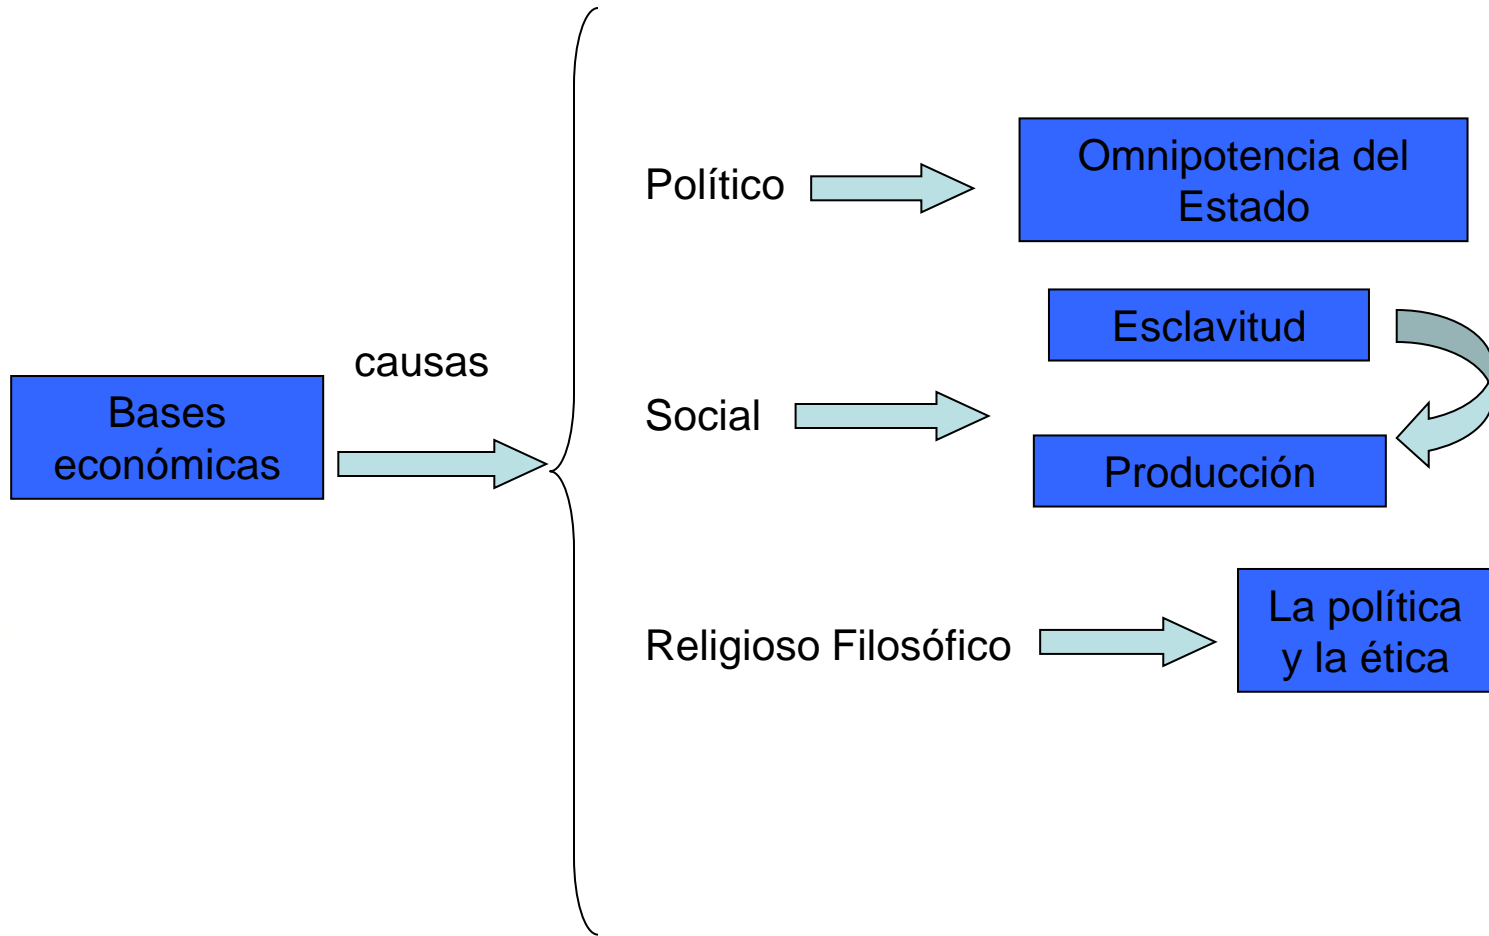 Bases
económicas
causas
Político
Omnipotencia del
Estado
Social
Esclavitud
Producción
Religioso Filosófico
La política
y la ética